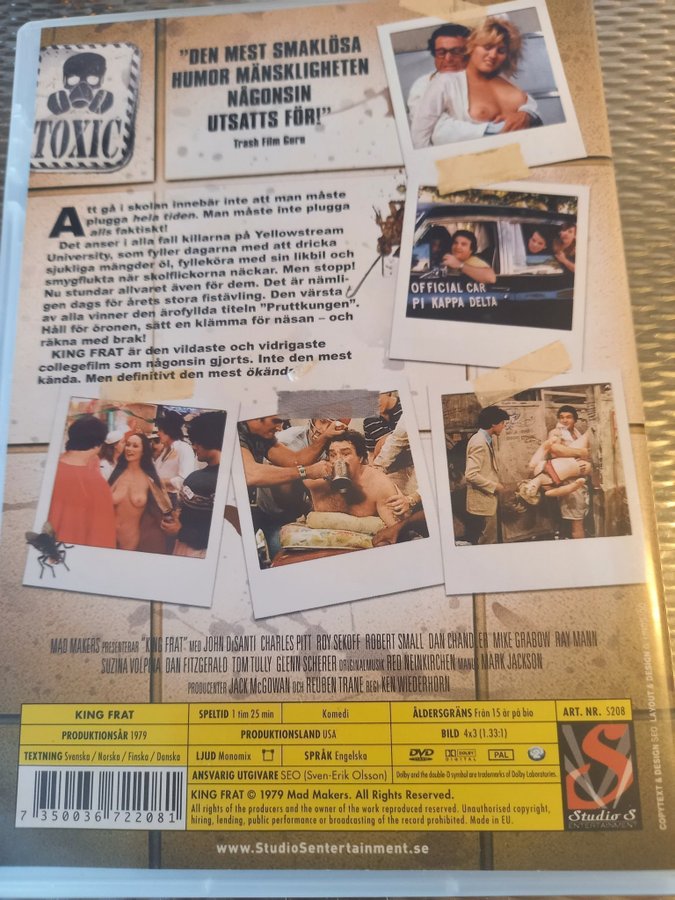 "DEN MEST SMAKLÖSA
HUMOR MÄNSKLIGHETEN
NÅGONSIN
UTSATTS FÖR!"
Trash Film Guru
TOXIC
Att gå i skolan innebär inte att man måste
plugga hela tiden. Man måste inte plugga
alls faktiskt!
Det anser i alla fall killarna på Yellowstream
University, som fyller dagarna med att dricka
sjukliga mängder öl, fylleköra med sin likbil och
smygflukta när skolflickorna näckar. Men stopp!
Nu stundar allvaret även för dem. Det är nämli-
gen dags för årets stora fistävling. Den värsta
av alla vinner den ärofyllda titeln "Pruttkungen".
Håll för öronen, sätt en klämma för näsan – och
räkna med brak!
KING FRAT är den vildaste och vidrigaste
collegefilm som någonsin gjorts. Inte den mest
kända. Men definitivt den mest ökända.
OFFICIAL CAR
PI KAPPA DELTA
MAD MAKERS PRESENTERAR "KING FRAT" MED JOHN DiSANTI CHARLES PITT ROY SEKOFF ROBERT SMALL DAN CHANDLER MIKE GRABOW RAY MANN
SUZINA VOLPINA DAN FITZGERALD TOM TULLY GLENN SCHERER ORIGINALMUSIK RED NEINKIRCHEN MANUS MARK JACKSON
PRODUCENTER JACK McGOWAN OCH REUBEN TRANE REGI KEN WIEDERHORN
KING FRAT SPELTID 1 tim 25 min Komedi ÅLDERSGRÄNS Från 15 år på bio ART. NR. S208
PRODUKTIONSÅR 1979 PRODUKTIONSLAND USA BILD 4x3 (1.33:1)
TEXTNING Svenska / Norska / Finska / Danska LJUD Monomix SPRÅK Engelska DVD DOLBY DIGITAL PAL
ANSVARIG UTGIVARE SEO (Sven-Erik Olsson) Dolby and the double-D symbol are trademarks of Dolby Laboratories.
KING FRAT © 1979 Mad Makers. All Rights Reserved.
All rights of the producers and the owner of the work reproduced reserved. Unauthorised copying,
hiring, lending, public performance or broadcasting of the record prohibited. Made in EU.
7 350036 722081
S
Studio S
ENTERTAINMENT
www.StudioSentertainment.se
COPYTEXT & DESIGN SEO LAYOUT & DESIGN